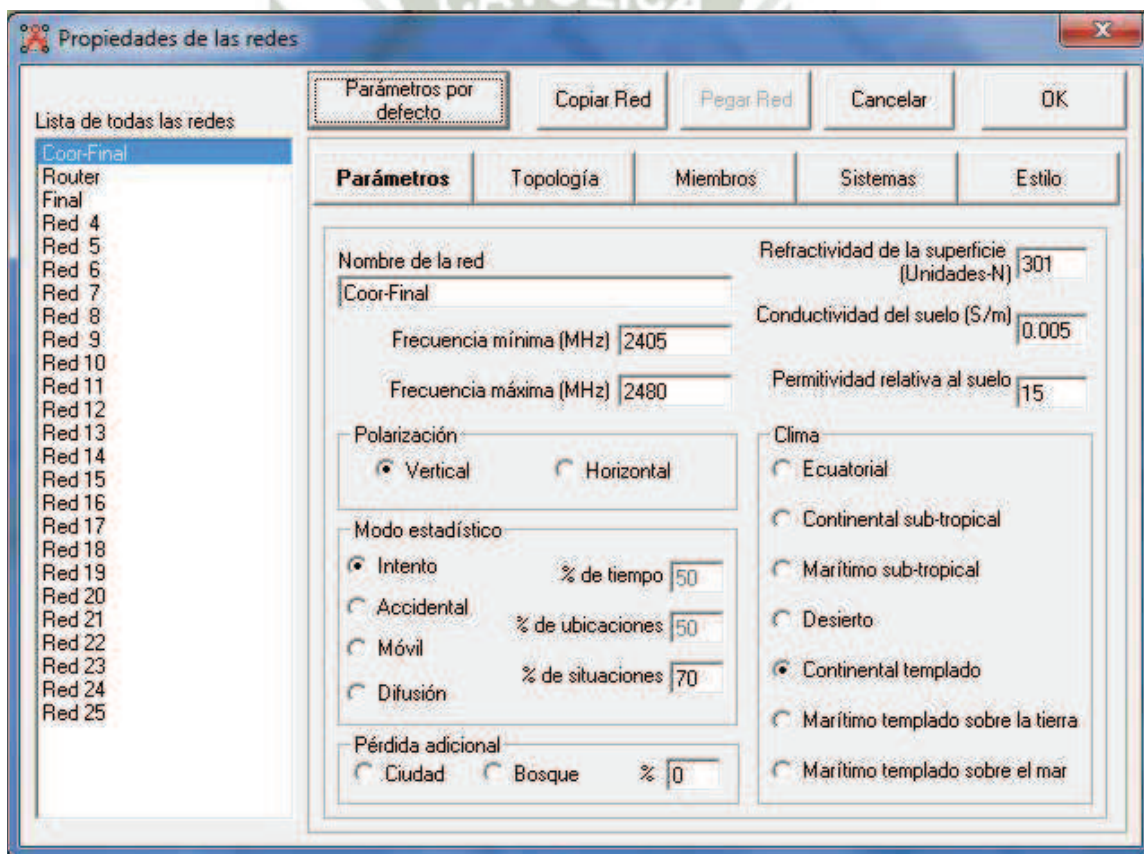 CATOLICA
Propiedades de las redes
Lista de todas las redes
Coor-Final
Router
Final
Red 4
Red 5
Red 6
Red 7
Red 8
Red 9
Red 10
Red 11
Red 12
Red 13
Red 14
Red 15
Red 16
Red 17
Red 18
Red 19
Red 20
Red 21
Red 22
Red 23
Red 24
Red 25
Parámetros por
defecto
Copiar Red
Pegar Red
Cancelar
OK
Parámetros
Topología
Miembros
Sistemas
Estilo
Nombre de la red
Coor-Final
Frecuencia mínima (MHz) 2405
Frecuencia máxima (MHz) 2480
Polarización
Vertical
Horizontal
Modo estadístico
Intento
Accidental
Móvil
Difusión
% de tiempo 50
% de ubicaciones 50
% de situaciones 70
Pérdida adicional
Ciudad
Bosque
% 0
Refractividad de la superficie
(Unidades-N) 301
Conductividad del suelo (S/m) 0.005
Permitividad relativa al suelo 15
Clima
Ecuatorial
Continental sub-tropical
Marítimo sub-tropical
Desierto
Continental templado
Marítimo templado sobre la tierra
Marítimo templado sobre el mar